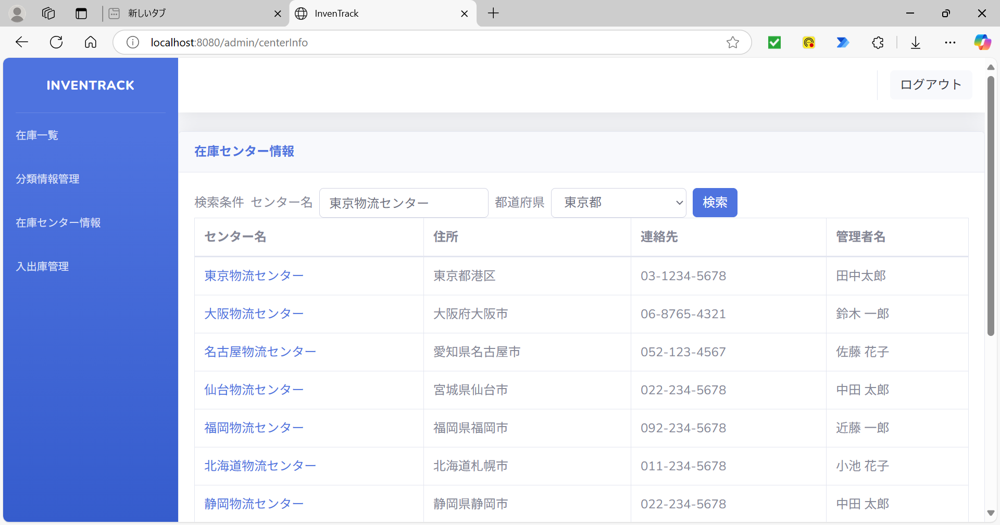 新しいタブ
InvenTrack
localhost:8080/admin/centerInfo
INVENTRACK
ログアウト
在庫一覧
分類情報管理
在庫センター情報
入出庫管理
在庫センター情報
検索条件 センター名 東京物流センター 都道府県 東京都 検索
センター名 住所 連絡先 管理者名
東京物流センター 東京都港区 03-1234-5678 田中太郎
大阪物流センター 大阪府大阪市 06-8765-4321 鈴木 一郎
名古屋物流センター 愛知県名古屋市 052-123-4567 佐藤 花子
仙台物流センター 宮城県仙台市 022-234-5678 中田 太郎
福岡物流センター 福岡県福岡市 092-234-5678 近藤 一郎
北海道物流センター 北海道札幌市 011-234-5678 小池 花子
静岡物流センター 静岡県静岡市 022-234-5678 中田 太郎